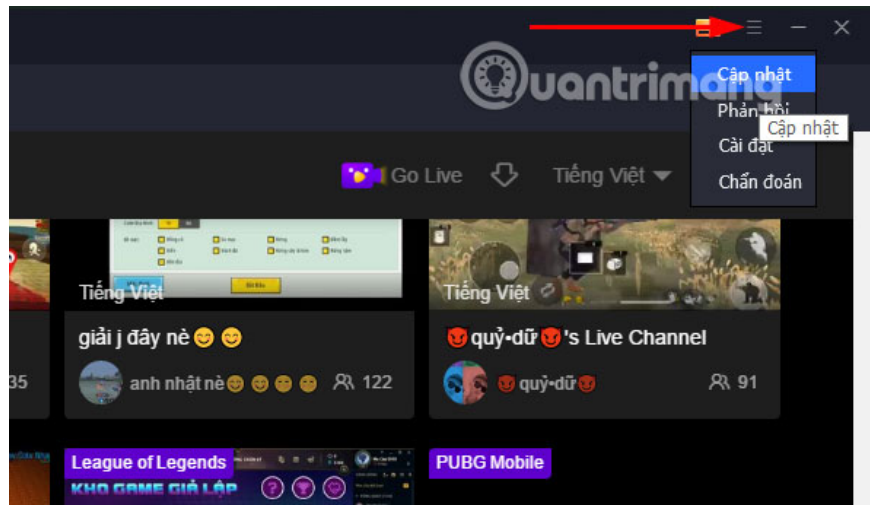 Quantrimang
Cập nhật
Phản hồi
Cập nhật
Cài đặt
Chẩn đoán
Go Live
Tiếng Việt
Tiếng Việt
Tiếng Việt
giải j đây nè😊😊
😈quỷ•dữ😈's Live Channel
35
anh nhật nè😊😊😊😊
122
😈quỷ•dữ😈
91
League of Legends
PUBG Mobile
KHO GAME GIẢ LẬP